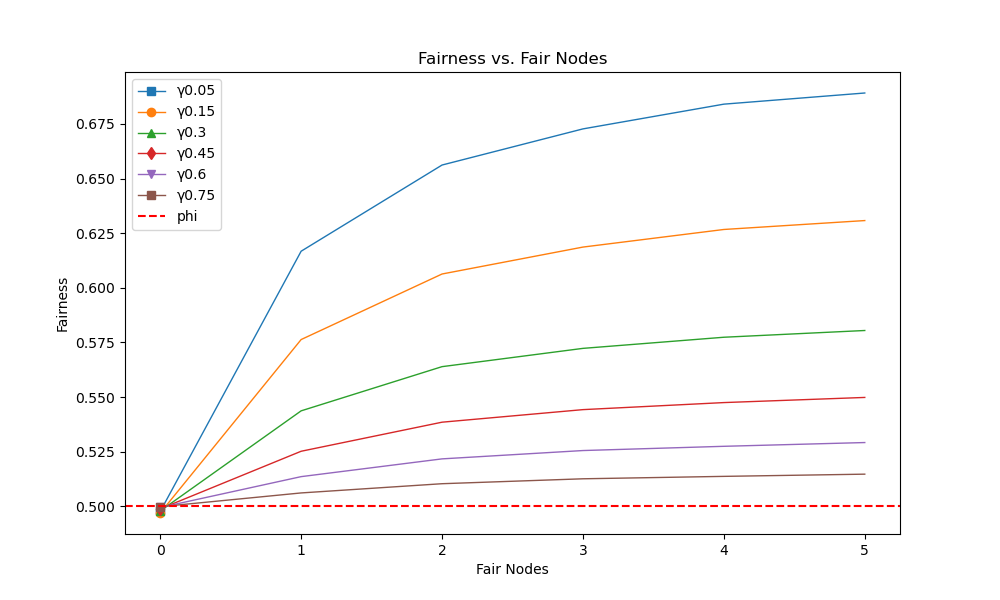 Fairness vs. Fair Nodes
γ0.05
γ0.15
γ0.3
γ0.45
γ0.6
γ0.75
phi
0.675
0.650
0.625
0.600
0.575
0.550
0.525
0.500
Fairness
0 1 2 3 4 5
Fair Nodes